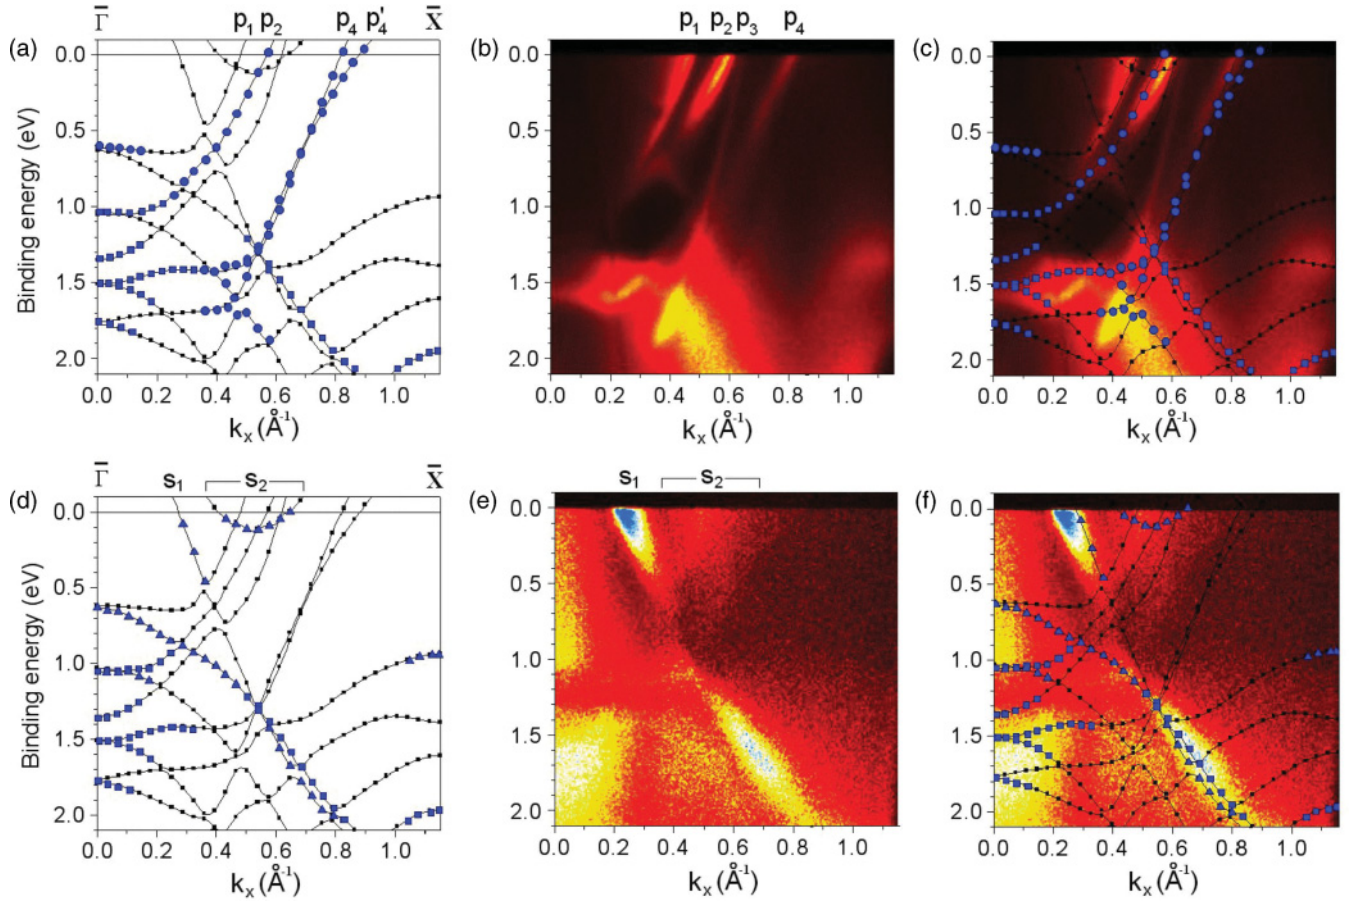 (a) Γ̅ p₁ p₂ p₄ p₄' X̅
0.0
0.5
1.0
1.5
2.0
Binding energy (eV)
0.0 0.2 0.4 0.6 0.8 1.0
kₓ (Å⁻¹)
(b) p₁ p₂ p₃ p₄
0.0
0.5
1.0
1.5
2.0
0.0 0.2 0.4 0.6 0.8 1.0
kₓ (Å⁻¹)
(c)
0.0
0.5
1.0
1.5
2.0
0.0 0.2 0.4 0.6 0.8 1.0
kₓ (Å⁻¹)
(d) Γ̅ s₁ s₂ X̅
0.0
0.5
1.0
1.5
2.0
Binding energy (eV)
0.0 0.2 0.4 0.6 0.8 1.0
kₓ (Å⁻¹)
(e) s₁ s₂
0.0
0.5
1.0
1.5
2.0
0.0 0.2 0.4 0.6 0.8 1.0
kₓ (Å⁻¹)
(f)
0.0
0.5
1.0
1.5
2.0
0.0 0.2 0.4 0.6 0.8 1.0
kₓ (Å⁻¹)